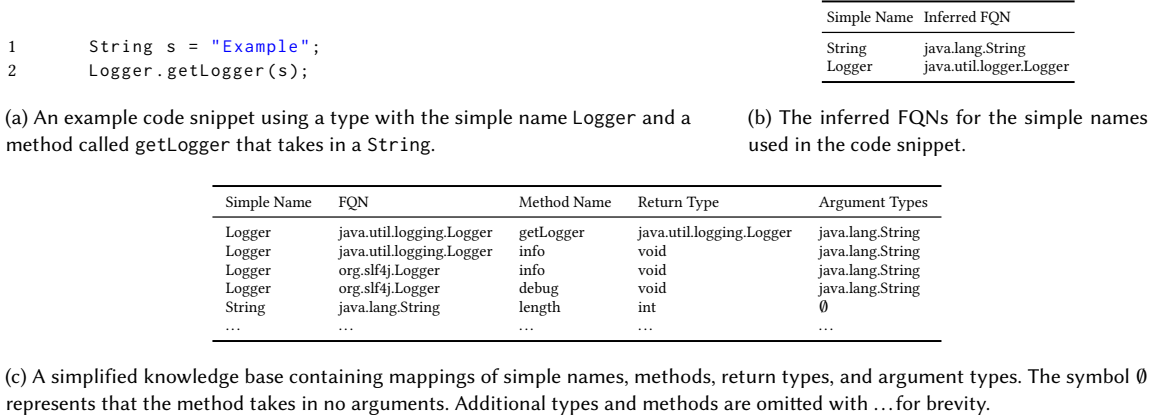 1 String s = "Example";
2 Logger.getLogger(s);
(a) An example code snippet using a type with the simple name Logger and a
method called getLogger that takes in a String.
Simple Name Inferred FQN
String java.lang.String
Logger java.util.logger.Logger
(b) The inferred FQNs for the simple names
used in the code snippet.
Simple Name FQN Method Name Return Type Argument Types
Logger java.util.logging.Logger getLogger java.util.logging.Logger java.lang.String
Logger java.util.logging.Logger info void java.lang.String
Logger org.slf4j.Logger info void java.lang.String
Logger org.slf4j.Logger debug void java.lang.String
String java.lang.String length int ∅
... ... ... ... ...
(c) A simplified knowledge base containing mappings of simple names, methods, return types, and argument types. The symbol ∅
represents that the method takes in no arguments. Additional types and methods are omitted with ... for brevity.